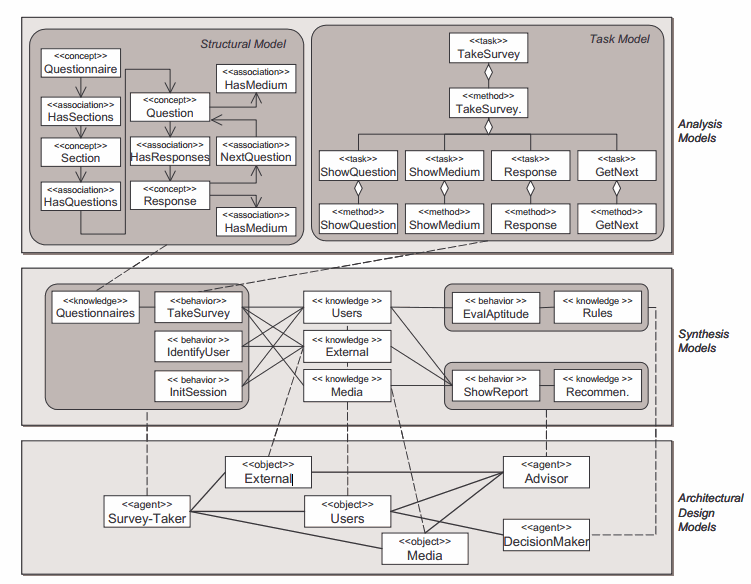 Structural Model
<<concept>>
Questionnaire
<<association>>
HasSections
<<concept>>
Section
<<association>>
HasQuestions
<<concept>>
Question
<<association>>
HasResponses
<<concept>>
Response
<<association>>
HasMedium
<<association>>
NextQuestion
<<association>>
HasMedium
Task Model
<<task>>
TakeSurvey
<<method>>
TakeSurvey.
<<task>>
ShowQuestion
<<task>>
ShowMedium
<<task>>
Response
<<task>>
GetNext
<<method>>
ShowQuestion
<<method>>
ShowMedium
<<method>>
Response
<<method>>
GetNext
Analysis
Models
<<knowledge>>
Questionnaires
<<behavior>>
TakeSurvey
<< behavior >>
IdentifyUser
<< behavior >>
InitSession
<< knowledge >>
Users
<< knowledge >>
External
<< knowledge >>
Media
<< behavior >>
EvalAptitude
<< knowledge >>
Rules
<< behavior >>
ShowReport
<< knowledge >>
Recommen.
Synthesis
Models
<<object>>
External
<<agent>>
Advisor
<<agent>>
Survey-Taker
<<object>>
Users
<<agent>>
DecisionMaker
<<object>>
Media
Architectural
Design
Models